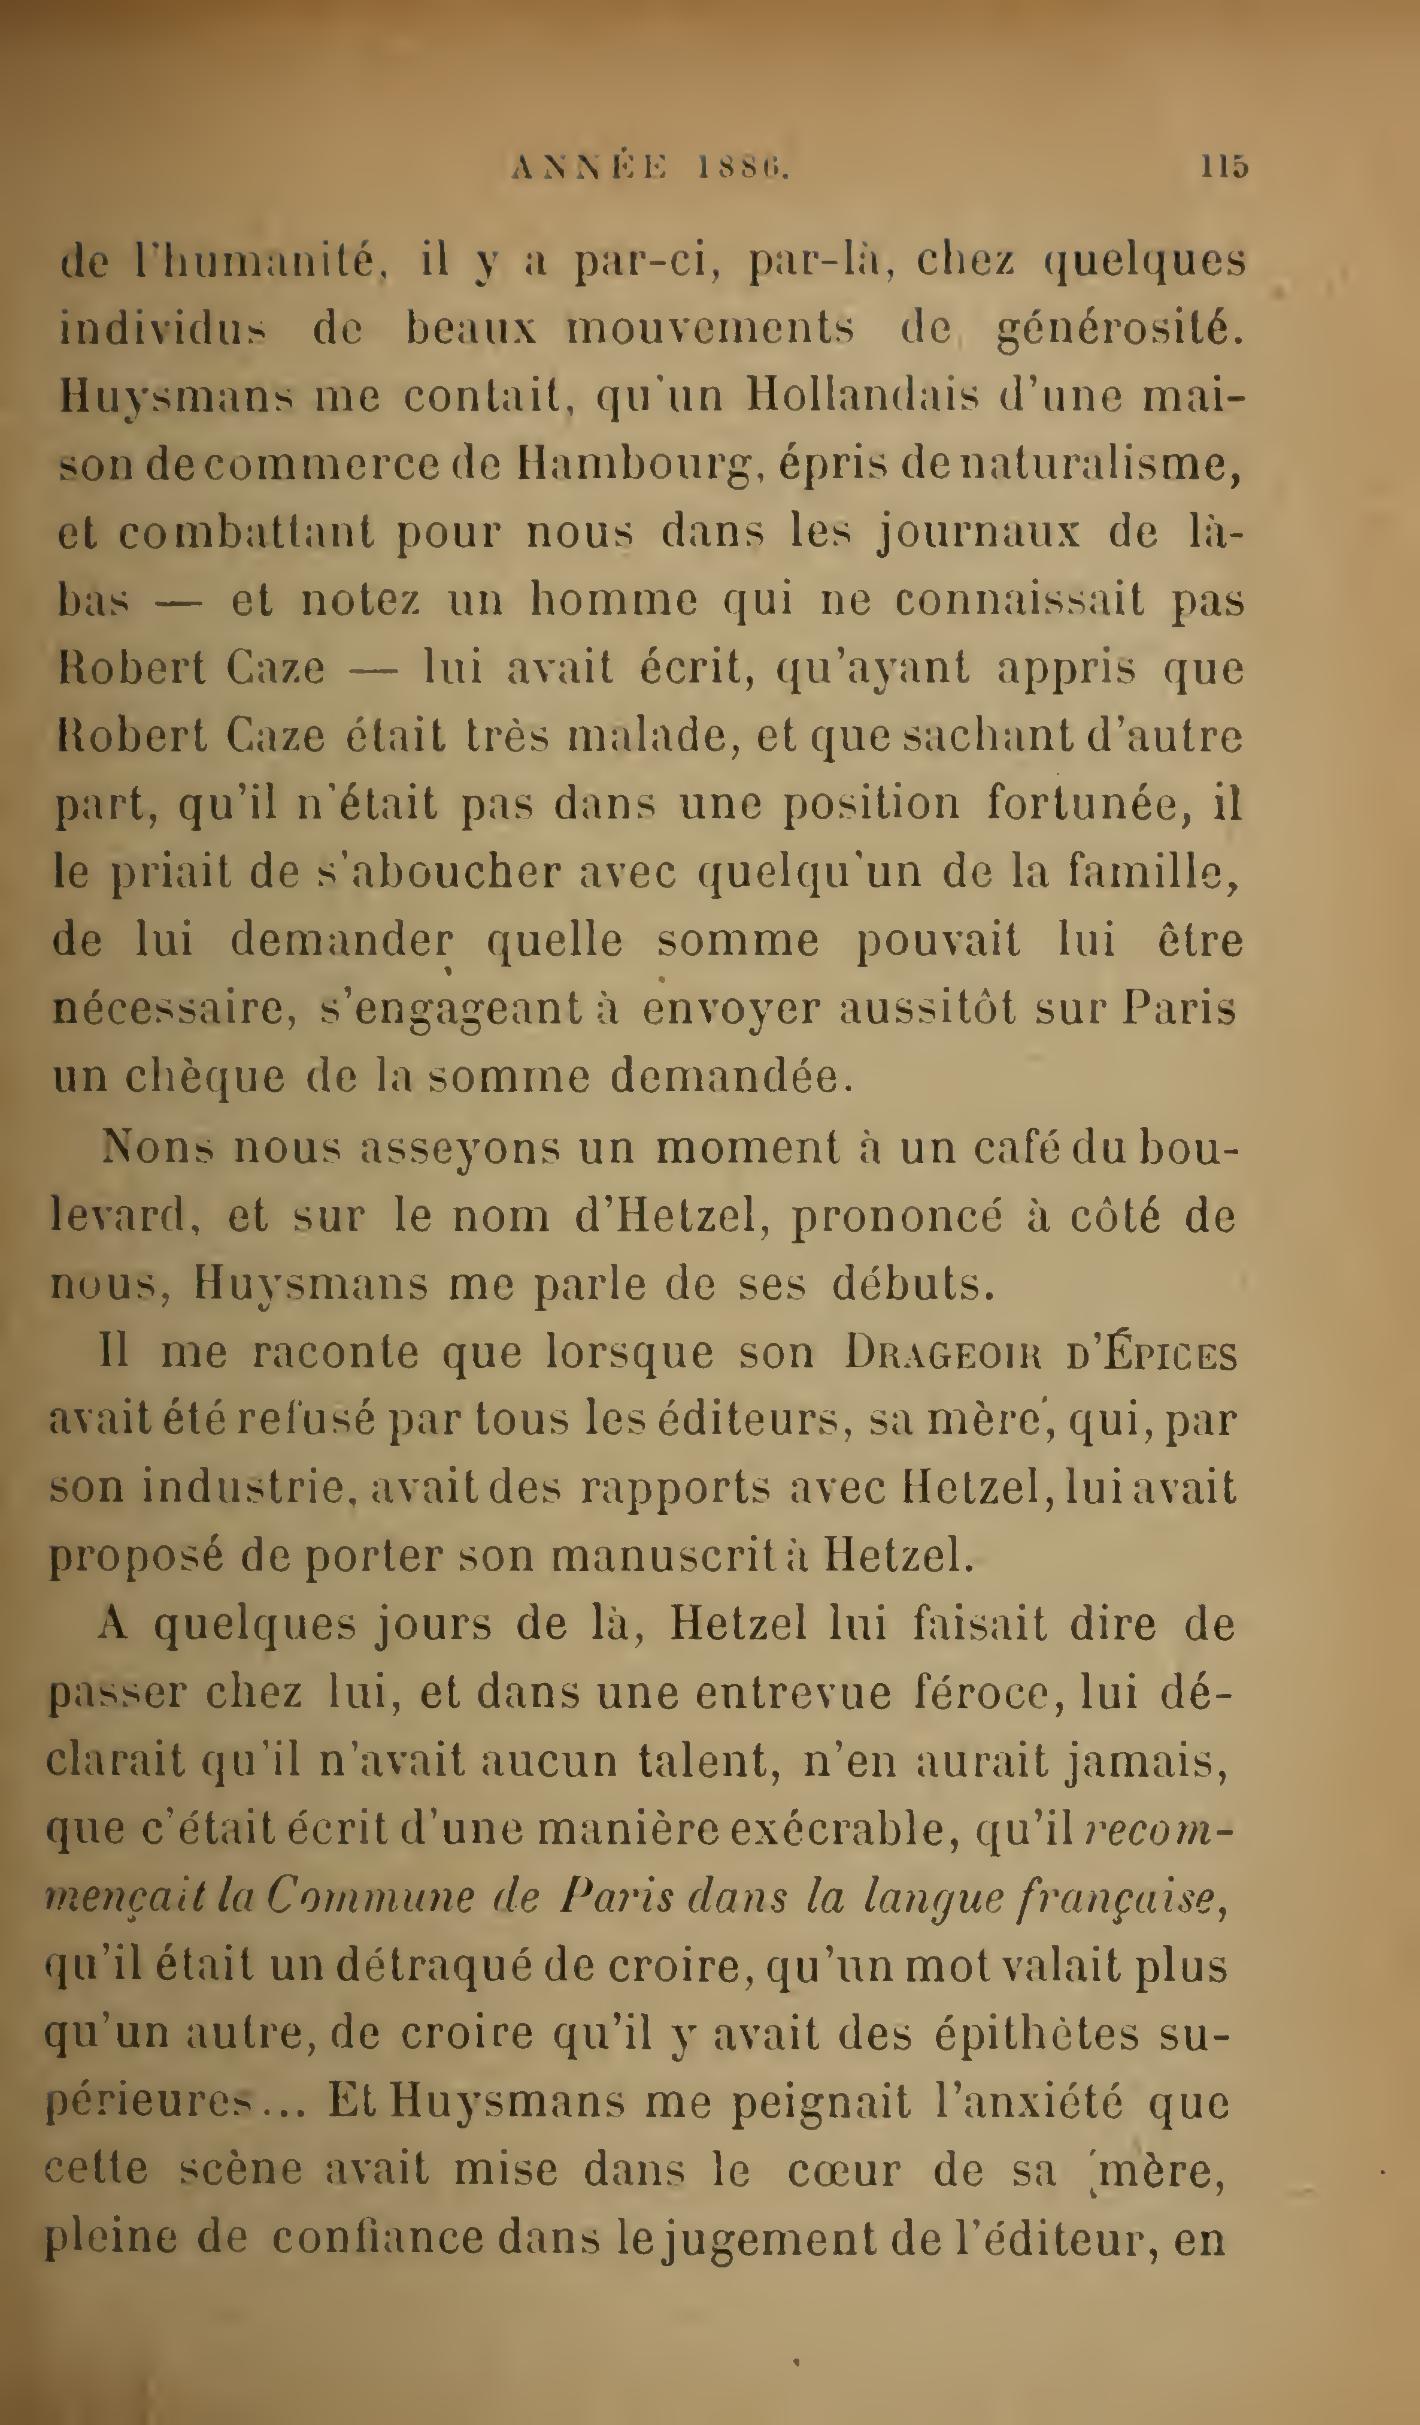 ANNÉE 1886. 115
de l'humanité, il y a par-ci, par-là, chez quelques
individus de beaux mouvements de générosité.
Huysmans me contait, qu'un Hollandais d'une mai-
son de commerce de Hambourg, épris de naturalisme,
et combattant pour nous dans les journaux de là-
bas — et notez un homme qui ne connaissait pas
Robert Caze — lui avait écrit, qu'ayant appris que
Robert Caze était très malade, et que sachant d'autre
part, qu'il n'était pas dans une position fortunée, il
le priait de s'aboucher avec quelqu'un de la famille,
de lui demander quelle somme pouvait lui être
nécessaire, s'engageant à envoyer aussitôt sur Paris
un chèque de la somme demandée.
Nons nous asseyons un moment à un café du bou-
levard, et sur le nom d'Hetzel, prononcé à côté de
nous, Huysmans me parle de ses débuts.
Il me raconte que lorsque son DRAGEOIR D'ÉPICES
avait été refusé par tous les éditeurs, sa mère, qui, par
son industrie, avait des rapports avec Hetzel, lui avait
proposé de porter son manuscrit à Hetzel.
A quelques jours de là, Hetzel lui faisait dire de
passer chez lui, et dans une entrevue féroce, lui dé-
clarait qu'il n'avait aucun talent, n'en aurait jamais,
que c'était écrit d'une manière exécrable, qu'il recom-
mençait la Commune de Paris dans la langue française,
qu'il était un détraqué de croire, qu'un mot valait plus
qu'un autre, de croire qu'il y avait des épithètes su-
périeures... Et Huysmans me peignait l'anxiété que
cette scène avait mise dans le cœur de sa mère,
pleine de confiance dans le jugement de l'éditeur, en